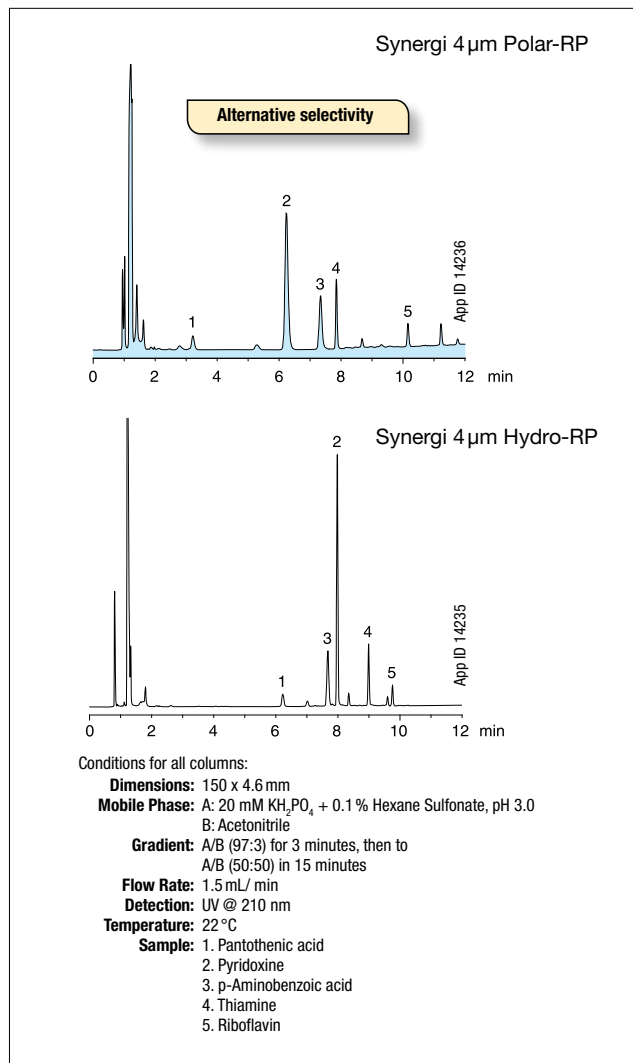 Synergi 4 µm Polar-RP
Alternative selectivity
2
3
4
1
5
App ID 14236
0 2 4 6 8 10 12 min
Synergi 4 µm Hydro-RP
2
3
4
1
5
App ID 14235
0 2 4 6 8 10 12 min
Conditions for all columns:
Dimensions: 150 x 4.6 mm
Mobile Phase: A: 20 mM KH₂PO₄ + 0.1 % Hexane Sulfonate, pH 3.0
B: Acetonitrile
Gradient: A/B (97:3) for 3 minutes, then to
A/B (50:50) in 15 minutes
Flow Rate: 1.5 mL/ min
Detection: UV @ 210 nm
Temperature: 22 °C
Sample: 1. Pantothenic acid
2. Pyridoxine
3. p-Aminobenzoic acid
4. Thiamine
5. Riboflavin